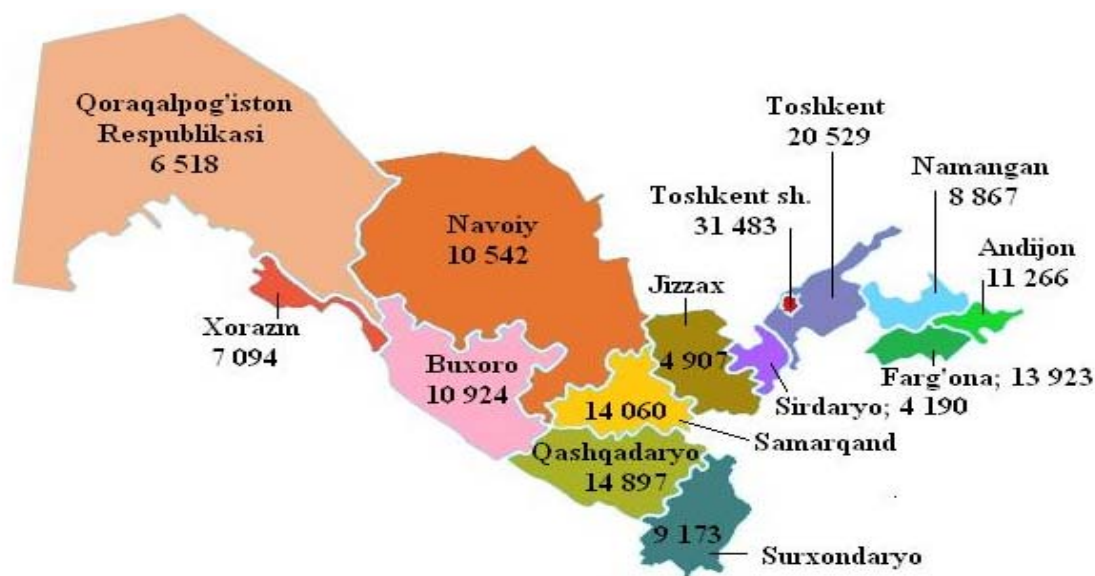 Qoraqalpog'iston
Respublikasi
6 518
Xorazm
7 094
Navoiy
10 542
Buxoro
10 924
Toshkent
20 529
Toshkent sh.
31 483
Namangan
8 867
Andijon
11 266
Jizzax
4 907
Farg'ona; 13 923
Sirdaryo; 4 190
14 060
Samarqand
Qashqadaryo
14 897
9 173
Surxondaryo